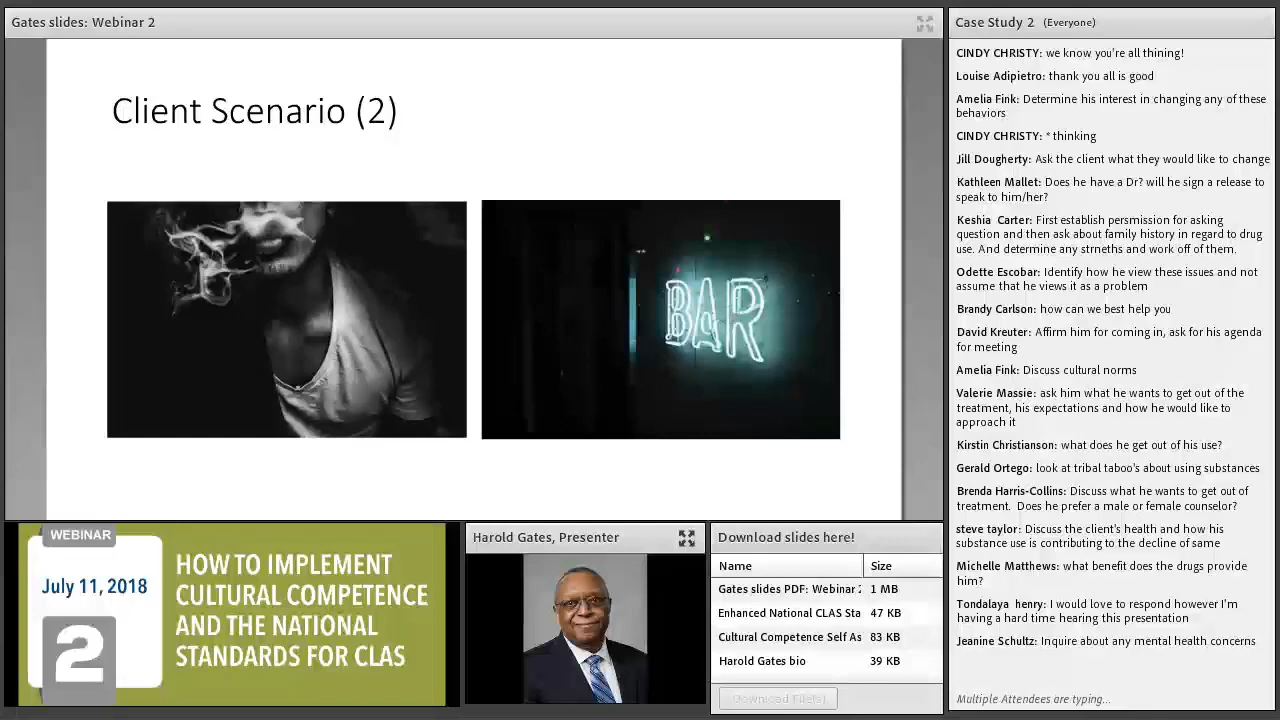 Gates slides: Webinar 2
Client Scenario (2)
BAR
WEBINAR
July 11, 2018
2
HOW TO IMPLEMENT
CULTURAL COMPETENCE
AND THE NATIONAL
STANDARDS FOR CLAS
Harold Gates, Presenter
Download slides here!
Name Size
Gates slides PDF: Webinar 1 MB
Enhanced National CLAS Sta 47 KB
Cultural Competence Self As 83 KB
Harold Gates bio 39 KB
Download File(s)
Case Study 2 (Everyone)
CINDY CHRISTY: we know you're all thining!
Louise Adipietro: thank you all is good
Amelia Fink: Determine his interest in changing any of these
behaviors
CINDY CHRISTY: * thinking
Jill Dougherty: Ask the client what they would like to change
Kathleen Mallet: Does he have a Dr? will he sign a release to
speak to him/her?
Keshia Carter: First establish persmission for asking
question and then ask about family history in regard to drug
use. And determine any strneths and work off of them.
Odette Escobar: Identify how he view these issues and not
assume that he views it as a problem
Brandy Carlson: how can we best help you
David Kreuter: Affirm him for coming in, ask for his agenda
for meeting
Amelia Fink: Discuss cultural norms
Valerie Massie: ask him what he wants to get out of the
treatment, his expectations and how he would like to
approach it
Kirstin Christianson: what does he get out of his use?
Gerald Ortego: look at tribal taboo's about using substances
Brenda Harris-Collins: Discuss what he wants to get out of
treatment. Does he prefer a male or female counselor?
steve taylor: Discuss the client's health and how his
substance use is contributing to the decline of same
Michelle Matthews: what benefit does the drugs provide
him?
Tondalaya henry: I would love to respond however I'm
having a hard time hearing this presentation
Jeanine Schultz: Inquire about any mental health concerns
Multiple Attendees are typing...